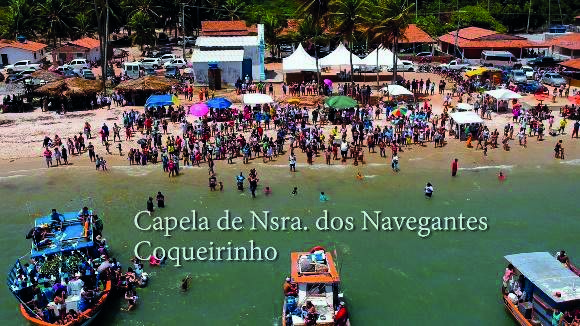 Capela de Nsra. dos Navegantes
Coqueirinho